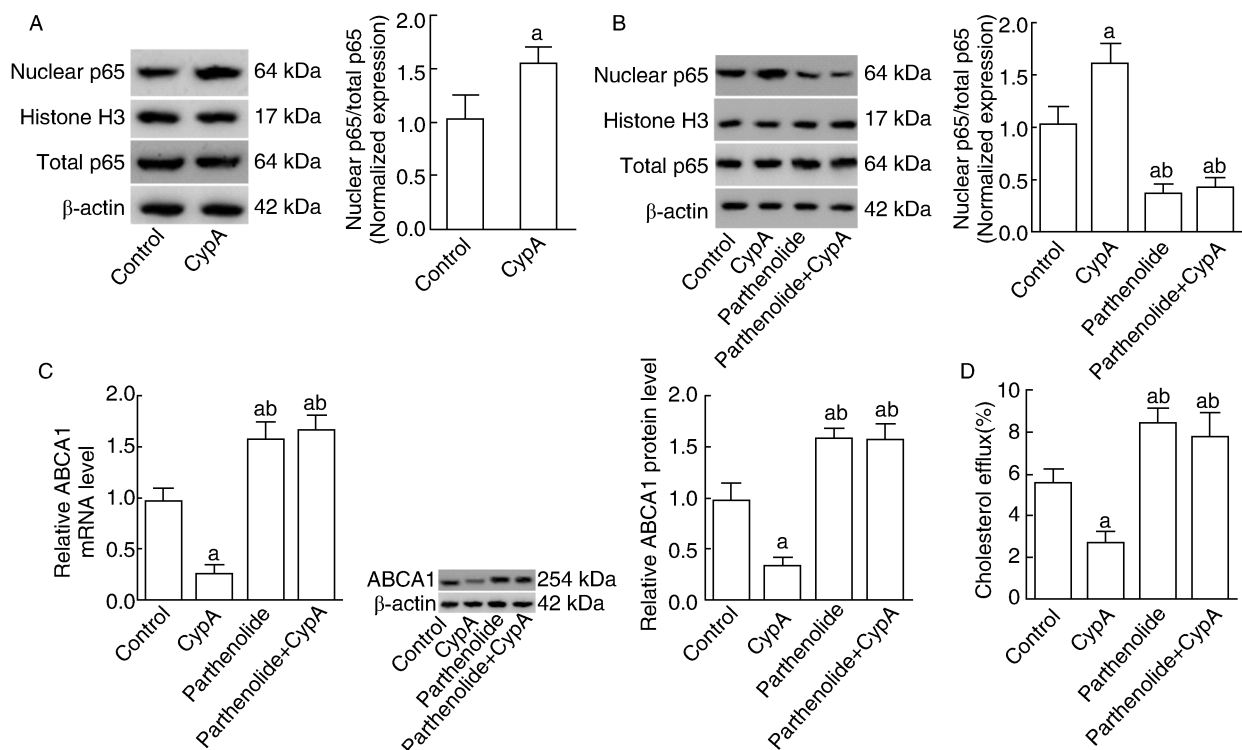 A
Nuclear p65
64 kDa
Histone H3
17 kDa
Total p65
64 kDa
β-actin
42 kDa
Control
CypA
Nuclear p65/total p65
(Normalized expression)
2.0
1.5
1.0
0.5
0.0
a
Control
CypA
B
Nuclear p65
64 kDa
Histone H3
17 kDa
Total p65
64 kDa
β-actin
42 kDa
Control
CypA
Parthenolide
Parthenolide+CypA
Nuclear p65/total p65
(Normalized expression)
2.0
1.5
1.0
0.5
0.0
a
ab
ab
Control
CypA
Parthenolide
Parthenolide+CypA
C
Relative ABCA1
mRNA level
2.0
1.5
1.0
0.5
0.0
a
ab
ab
Control
CypA
Parthenolide
Parthenolide+CypA
ABCA1
254 kDa
β-actin
42 kDa
Control
CypA
Parthenolide
Parthenolide+CypA
Relative ABCA1 protein level
2.0
1.5
1.0
0.5
0.0
a
ab
ab
Control
CypA
Parthenolide
Parthenolide+CypA
D
Cholesterol efflux(%)
10
8
6
4
2
0
a
ab
ab
Control
CypA
Parthenolide
Parthenolide+CypA